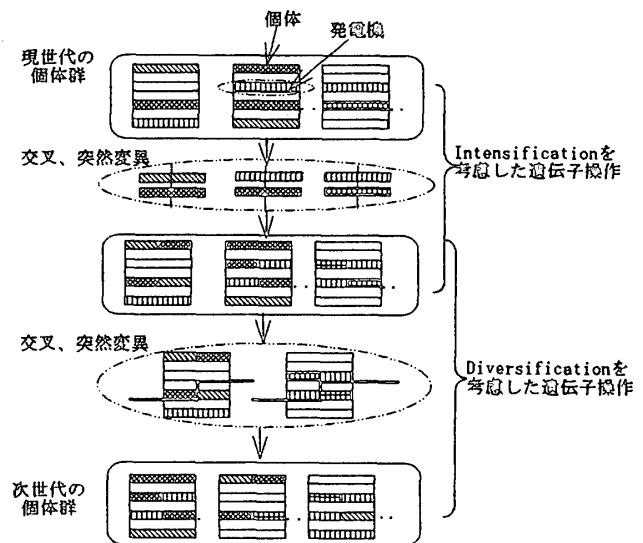 個体
発電機
現世代の
個体群
交叉、突然変異
Intensificationを
考慮した遺伝子操作
交叉、突然変異
Diversificationを
考慮した遺伝子操作
次世代の
個体群